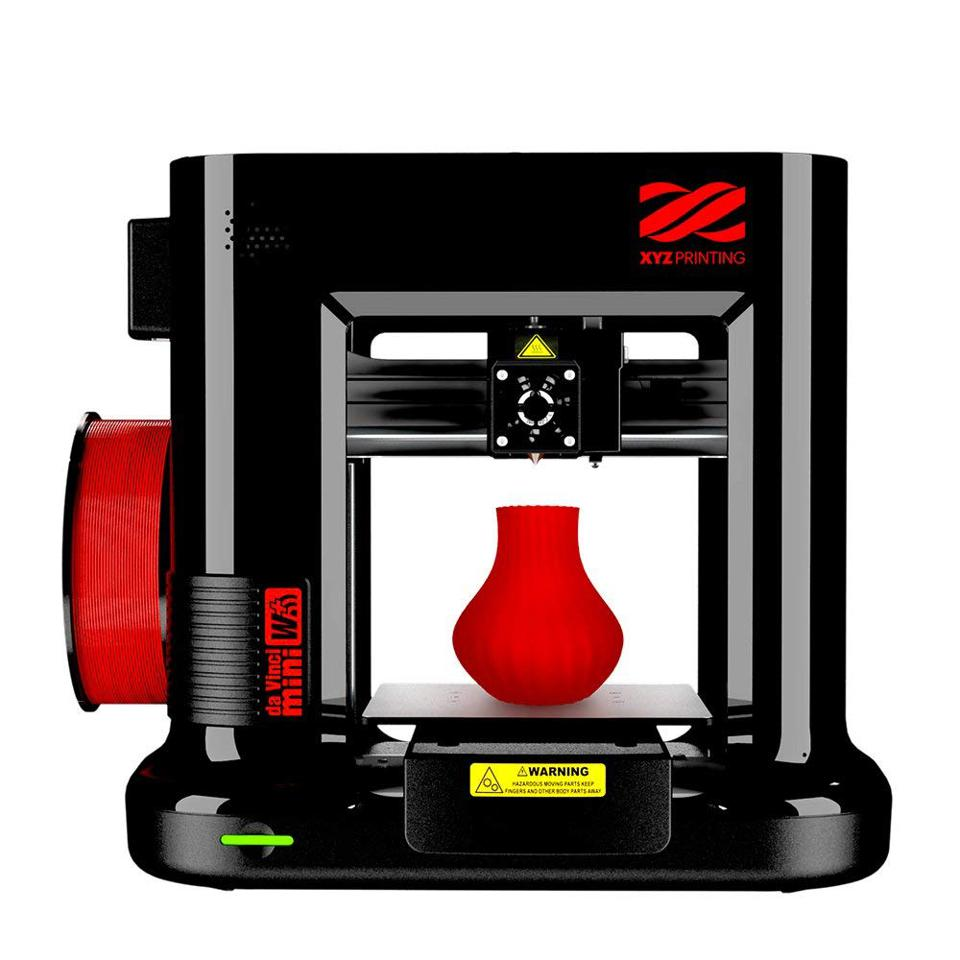 XYZPRINTING
da Vinci
mini w+
WARNING
HAZARDOUS MOVING PARTS KEEP
FINGERS AND OTHER BODY PARTS AWAY